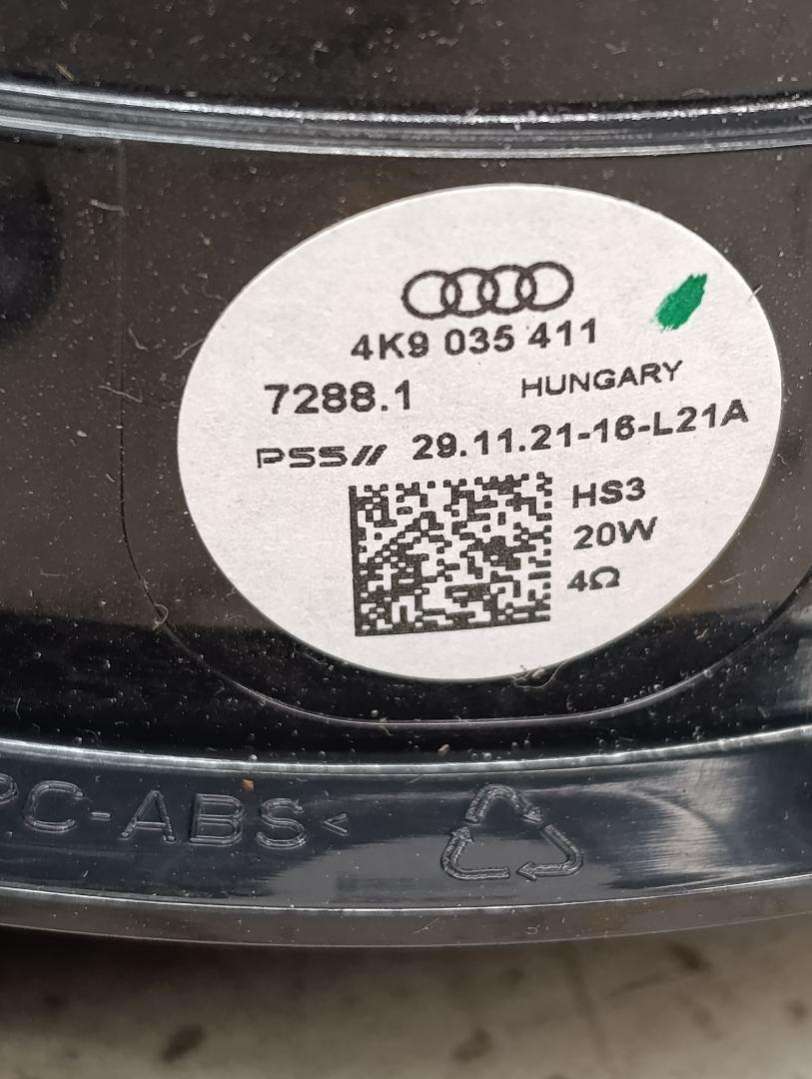 4K9 035 411
7288.1 HUNGARY
PSS 29.11.21-16-L21A
HS3
20W
4Ω
PC-ABS<